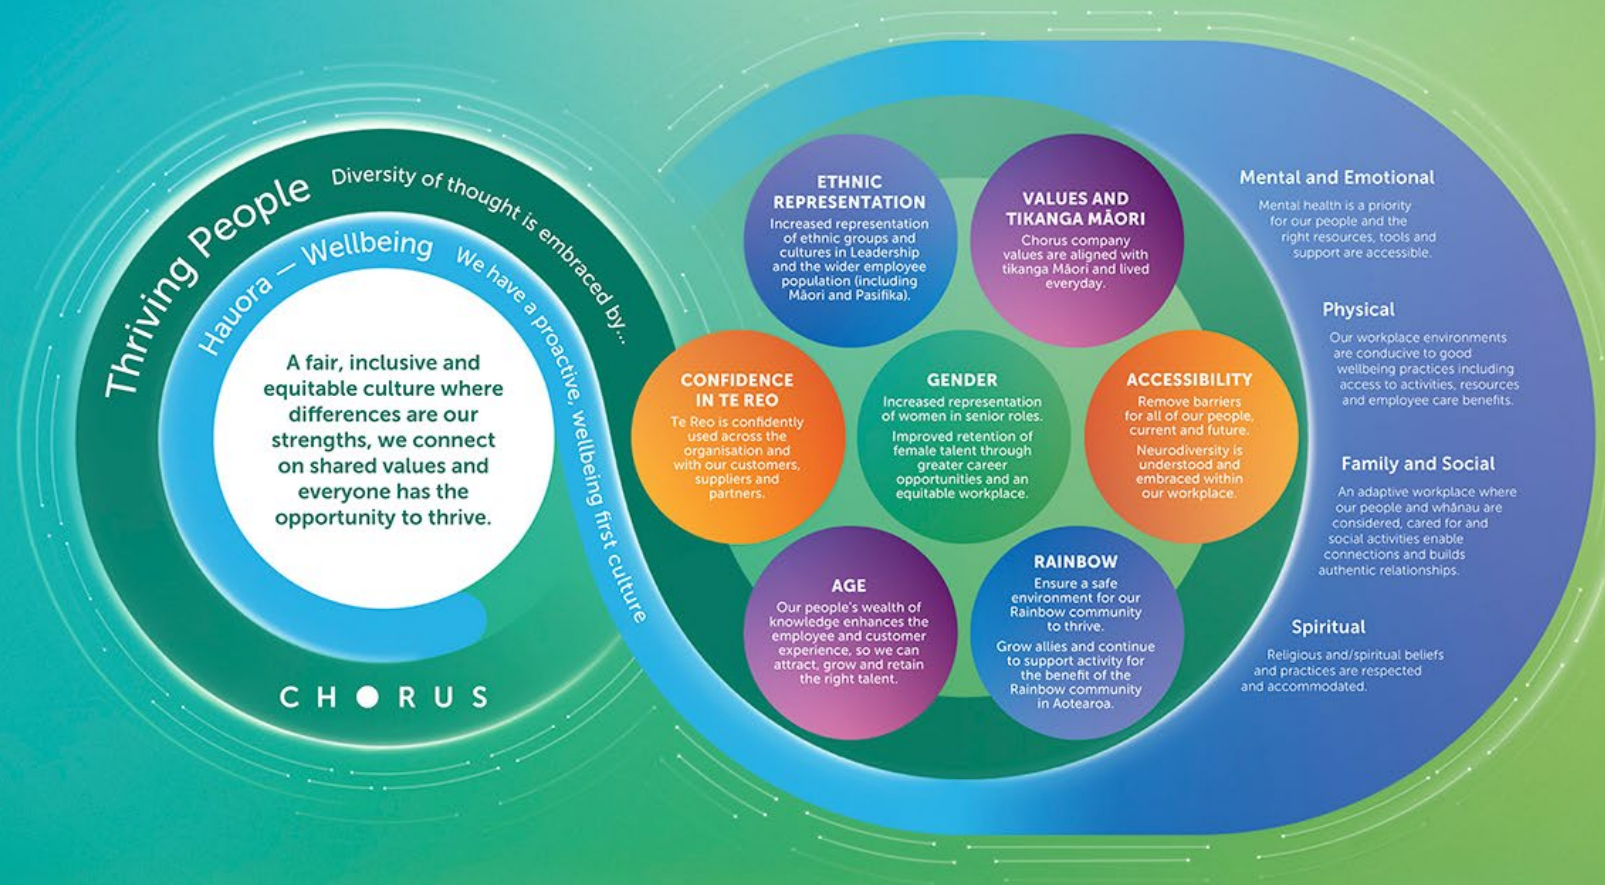 Thriving People
Diversity of thought is embraced by...
Hauora — Wellbeing
We have a proactive, wellbeing first culture
A fair, inclusive and
equitable culture where
differences are our
strengths, we connect
on shared values and
everyone has the
opportunity to thrive.
CHORUS
ETHNIC
REPRESENTATION
Increased representation
of ethnic groups and
cultures in Leadership
and the wider employee
population (including
Māori and Pasifika).
VALUES AND
TIKANGA MĀORI
Chorus company
values are aligned with
tikanga Māori and lived
everyday.
CONFIDENCE
IN TE REO
Te Reo is confidently
used across the
organisation and
with our customers,
suppliers and
partners.
GENDER
Increased representation
of women in senior roles.
Improved retention of
female talent through
greater career
opportunities and an
equitable workplace.
ACCESSIBILITY
Remove barriers
for all of our people,
current and future.
Neurodiversity is
understood and
embraced within
our workplace.
AGE
Our people's wealth of
knowledge enhances the
employee and customer
experience, so we can
attract, grow and retain
the right talent.
RAINBOW
Ensure a safe
environment for our
Rainbow community
to thrive.
Grow allies and continue
to support activity for
the benefit of the
Rainbow community
in Aotearoa.
Mental and Emotional
Mental health is a priority
for our people and the
right resources, tools and
support are accessible.
Physical
Our workplace environments
are conducive to good
wellbeing practices including
access to activities, resources
and employee care benefits.
Family and Social
An adaptive workplace where
our people and whānau are
considered, cared for and
social activities enable
connections and builds
authentic relationships.
Spiritual
Religious and/spiritual beliefs
and practices are respected
and accommodated.